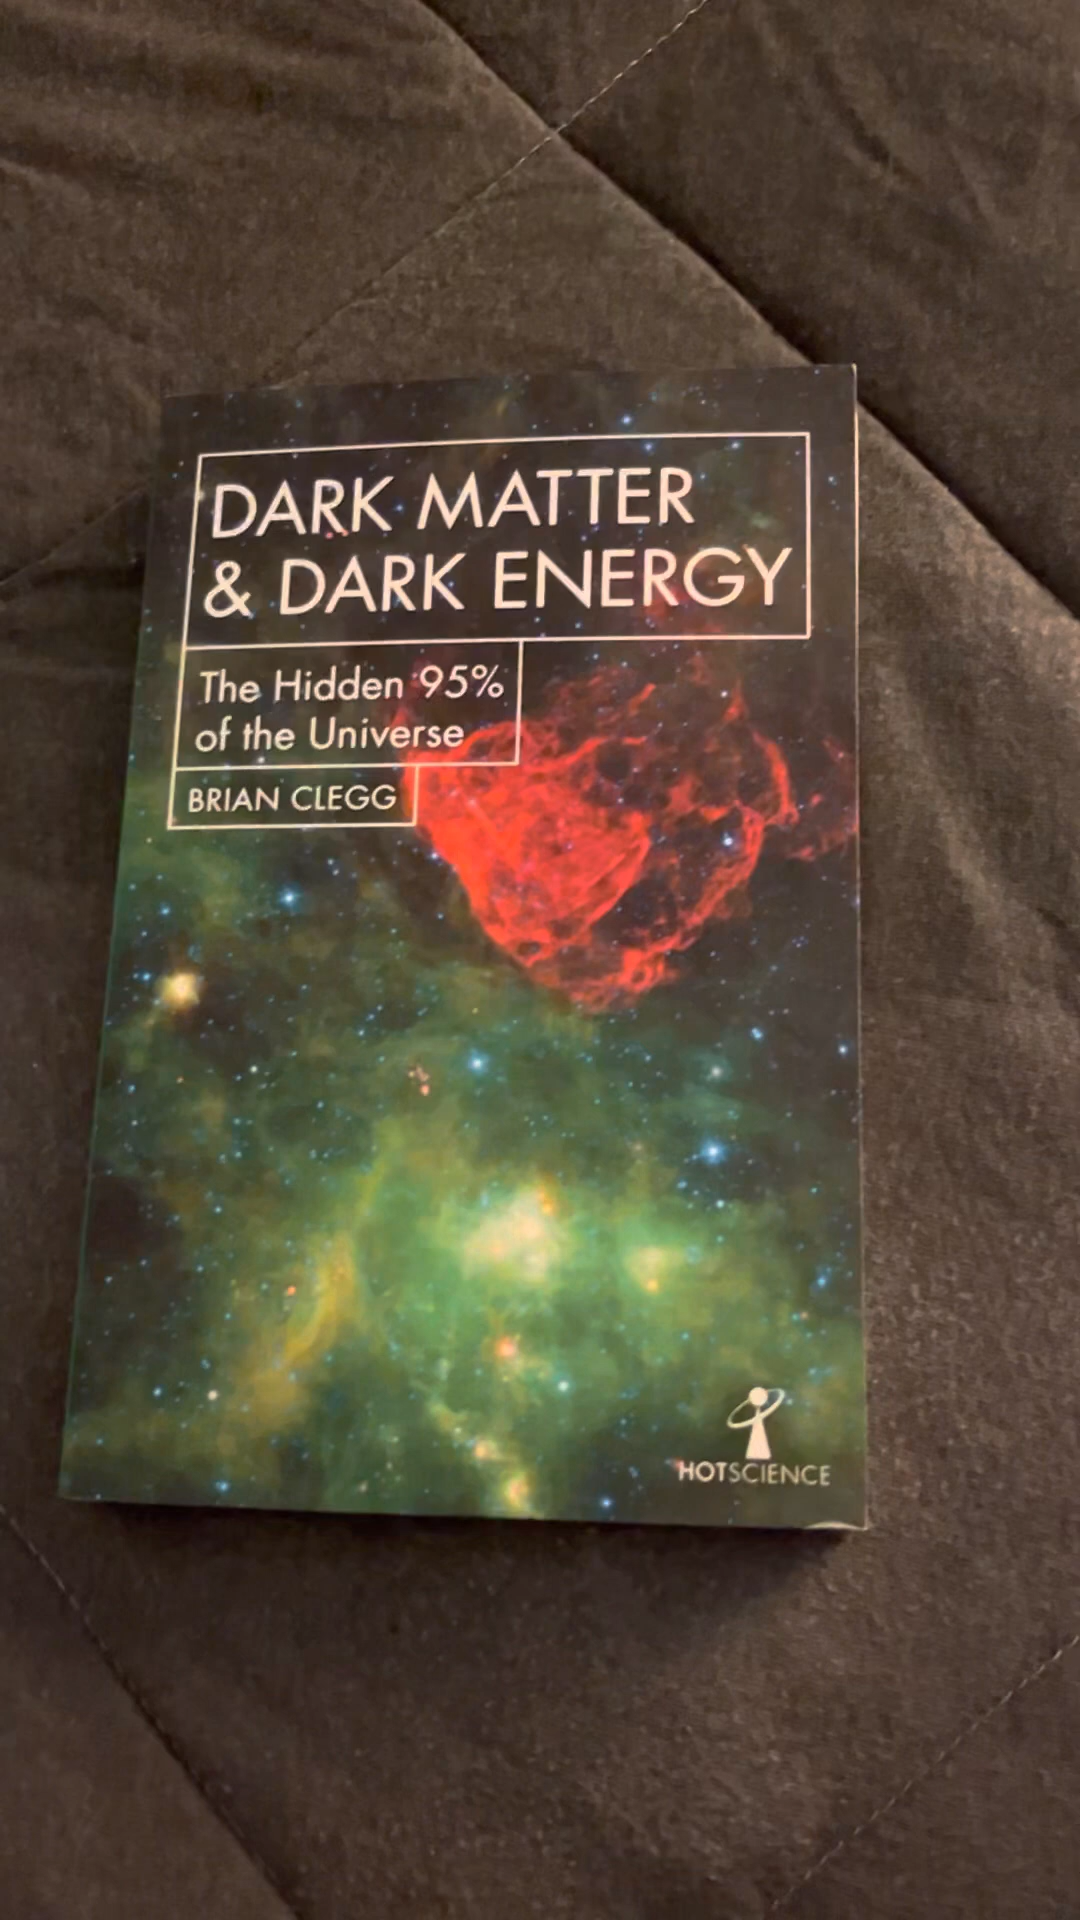 DARK MATTER
& DARK ENERGY
The Hidden 95%
of the Universe
BRIAN CLEGG
HOTSCIENCE